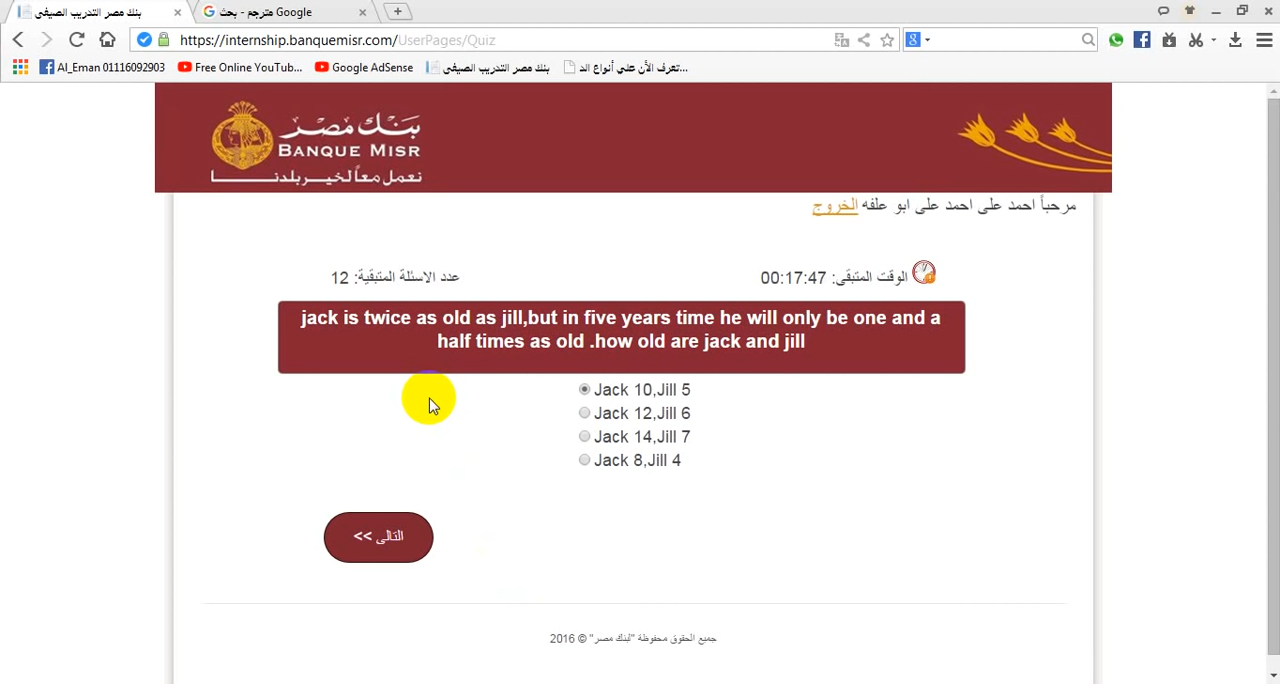 بنك مصر التدريب الصيفى
مترجم - بحث Google
https://internship.banquemisr.com/UserPages/Quiz
Al_Eman 01116092903
Free Online YouTub...
Google AdSense
بنك مصر التدريب الصيفى
تعرف الأن علي أنواع الد...
بنك مصر
BANQUE MISR
نعمل معاً لخير بلدنا
مرحباً احمد على احمد على ابو علفه الخروج
الوقت المتبقى: 00:17:47
عدد الاسئلة المتبقية: 12
jack is twice as old as jill,but in five years time he will only be one and a
half times as old .how old are jack and jill
Jack 10,Jill 5
Jack 12,Jill 6
Jack 14,Jill 7
Jack 8,Jill 4
التالى >>
جميع الحقوق محفوظة "لبنك مصر" © 2016